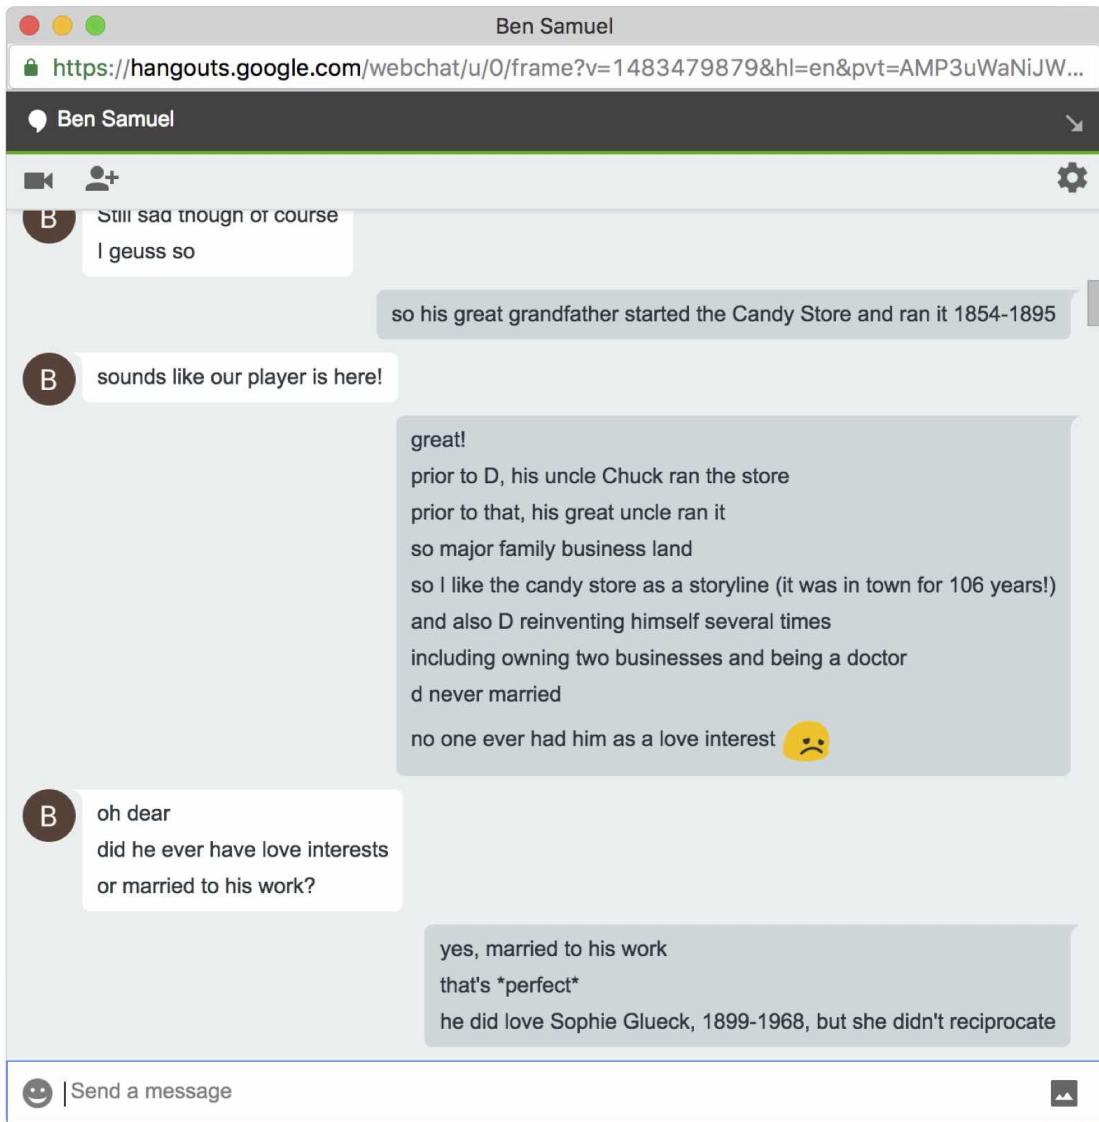 Ben Samuel
https://hangouts.google.com/webchat/u/0/frame?v=1483479879&hl=en&pvt=AMP3uWaNiJW...
Ben Samuel
B
Still sad though of course
I geuss so
so his great grandfather started the Candy Store and ran it 1854-1895
B
sounds like our player is here!
great!
prior to D, his uncle Chuck ran the store
prior to that, his great uncle ran it
so major family business land
so I like the candy store as a storyline (it was in town for 106 years!)
and also D reinventing himself several times
including owning two businesses and being a doctor
d never married
no one ever had him as a love interest
B
oh dear
did he ever have love interests
or married to his work?
yes, married to his work
that's *perfect*
he did love Sophie Glueck, 1899-1968, but she didn't reciprocate
Send a message